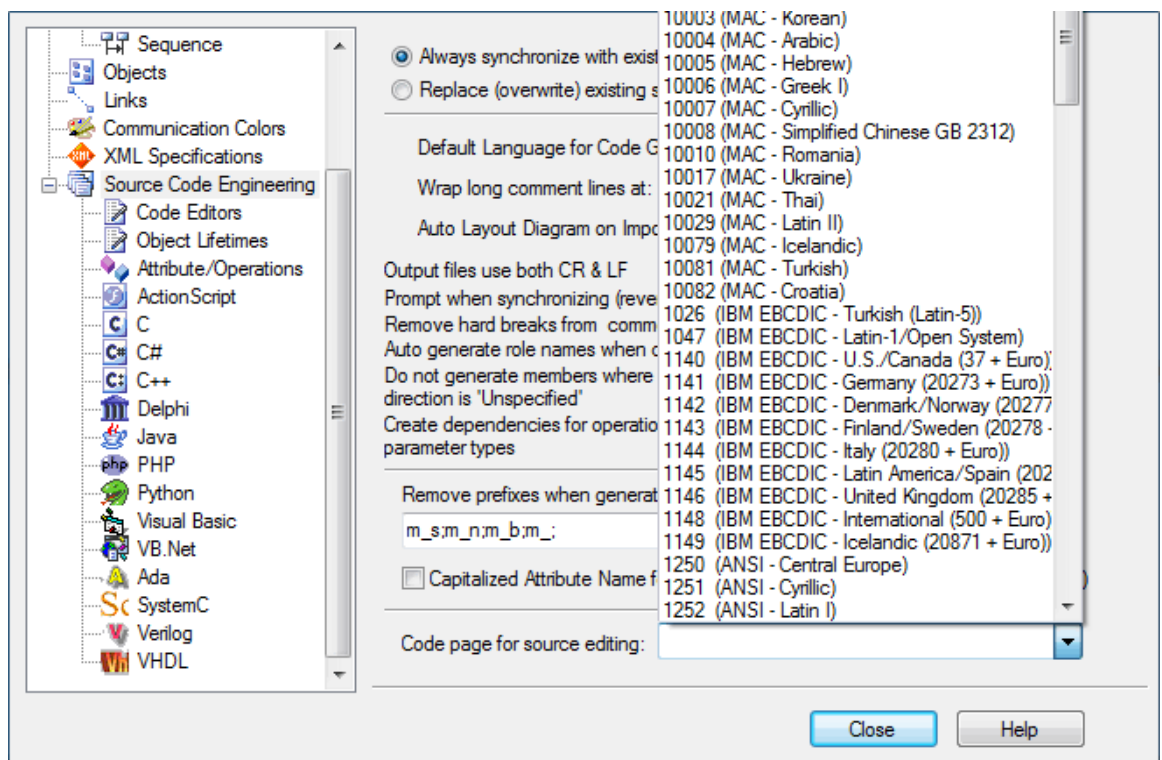 Sequence
Objects
Links
Communication Colors
XML Specifications
Source Code Engineering
Code Editors
Object Lifetimes
Attribute/Operations
ActionScript
C
C#
C++
Delphi
Java
PHP
Python
Visual Basic
VB.Net
Ada
SystemC
Verilog
VHDL
Always synchronize with exist
Replace (overwrite) existing s
Default Language for Code G
Wrap long comment lines at:
Auto Layout Diagram on Impo
Output files use both CR & LF
Prompt when synchronizing (reve
Remove hard breaks from comm
Auto generate role names when c
Do not generate members where
direction is 'Unspecified'
Create dependencies for operatio
parameter types
Remove prefixes when generat
m_s;m_n;m_b;m_;
Capitalized Attribute Name f
Code page for source editing:
10003 (MAC - Korean)
10004 (MAC - Arabic)
10005 (MAC - Hebrew)
10006 (MAC - Greek I)
10007 (MAC - Cyrillic)
10008 (MAC - Simplified Chinese GB 2312)
10010 (MAC - Romania)
10017 (MAC - Ukraine)
10021 (MAC - Thai)
10029 (MAC - Latin II)
10079 (MAC - Icelandic)
10081 (MAC - Turkish)
10082 (MAC - Croatia)
1026 (IBM EBCDIC - Turkish (Latin-5))
1047 (IBM EBCDIC - Latin-1/Open System)
1140 (IBM EBCDIC - U.S./Canada (37 + Euro))
1141 (IBM EBCDIC - Germany (20273 + Euro))
1142 (IBM EBCDIC - Denmark/Norway (20277
1143 (IBM EBCDIC - Finland/Sweden (20278 -
1144 (IBM EBCDIC - Italy (20280 + Euro))
1145 (IBM EBCDIC - Latin America/Spain (202
1146 (IBM EBCDIC - United Kingdom (20285 +
1148 (IBM EBCDIC - International (500 + Euro)
1149 (IBM EBCDIC - Icelandic (20871 + Euro))
1250 (ANSI - Central Europe)
1251 (ANSI - Cyrillic)
1252 (ANSI - Latin I)
Close
Help